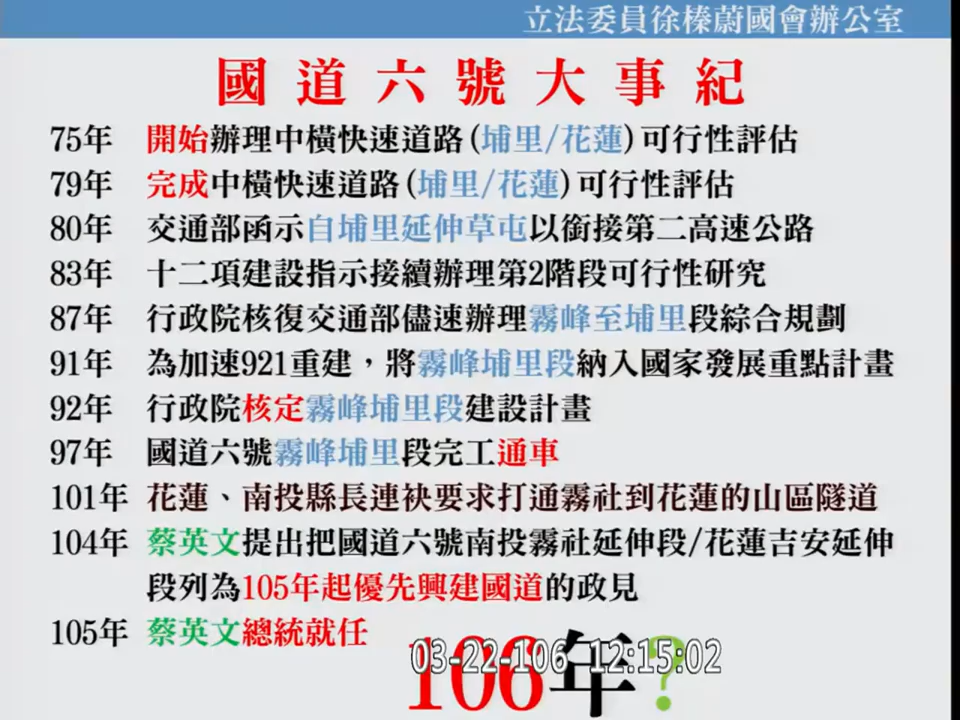 立法委員徐榛蔚國會辦公室
國道六號大事紀
75年 開始辦理中橫快速道路(埔里/花蓮)可行性評估
79年 完成中橫快速道路(埔里/花蓮)可行性評估
80年 交通部函示自埔里延伸草屯以銜接第二高速公路
83年 十二項建設指示接續辦理第2階段可行性研究
87年 行政院核復交通部儘速辦理霧峰至埔里段綜合規劃
91年 為加速921重建，將霧峰埔里段納入國家發展重點計畫
92年 行政院核定霧峰埔里段建設計畫
97年 國道六號霧峰埔里段完工通車
101年 花蓮、南投縣長連袂要求打通霧社到花蓮的山區隧道
104年 蔡英文提出把國道六號南投霧社延伸段/花蓮吉安延伸
段列為105年起優先興建國道的政見
105年 蔡英文總統就任
106年?
03-22-106 12:15:02